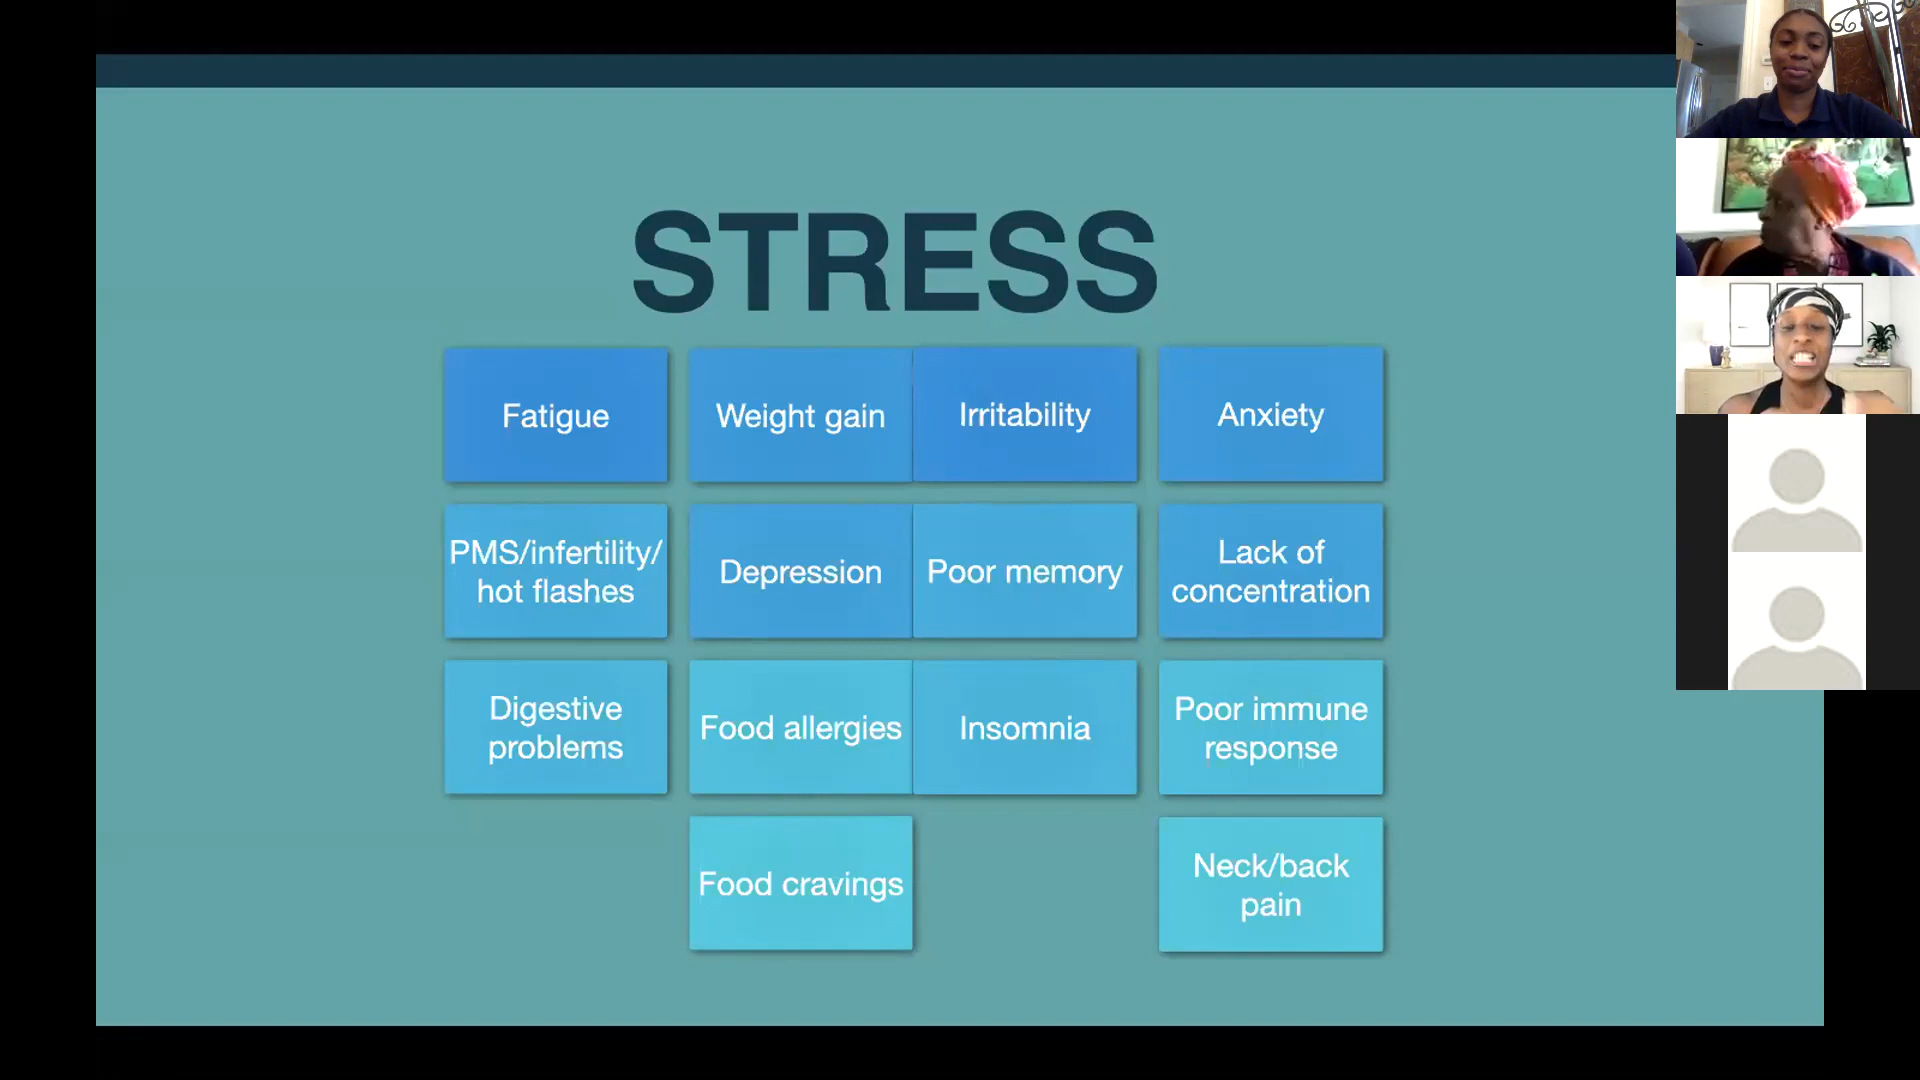 STRESS
Fatigue
Weight gain
Irritability
Anxiety
PMS/infertility/
hot flashes
Depression
Poor memory
Lack of
concentration
Digestive
problems
Food allergies
Insomnia
Poor immune
response
Food cravings
Neck/back
pain